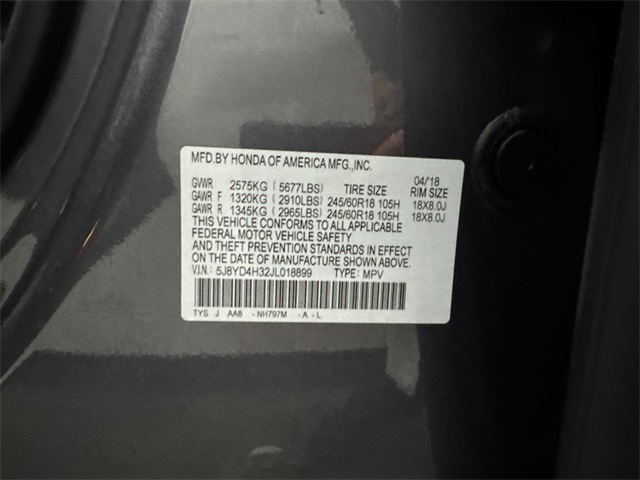 MFD.BY HONDA OF AMERICA MFG.,INC.
04/18
GVWR 2575KG ( 5677LBS) TIRE SIZE RIM SIZE
GAWR F 1320KG ( 2910LBS) 245/60R18 105H 18X8.0J
GAWR R 1345KG ( 2965LBS) 245/60R18 105H 18X8.0J
THIS VEHICLE CONFORMS TO ALL APPLICABLE
FEDERAL MOTOR VEHICLE SAFETY
AND THEFT PREVENTION STANDARDS IN EFFECT
ON THE DATE OF MANUFACTURE SHOWN ABOVE.
V.I.N.: 5J8YD4H32JL018899 TYPE: MPV
TYS J AA8 - NH797M - A - L